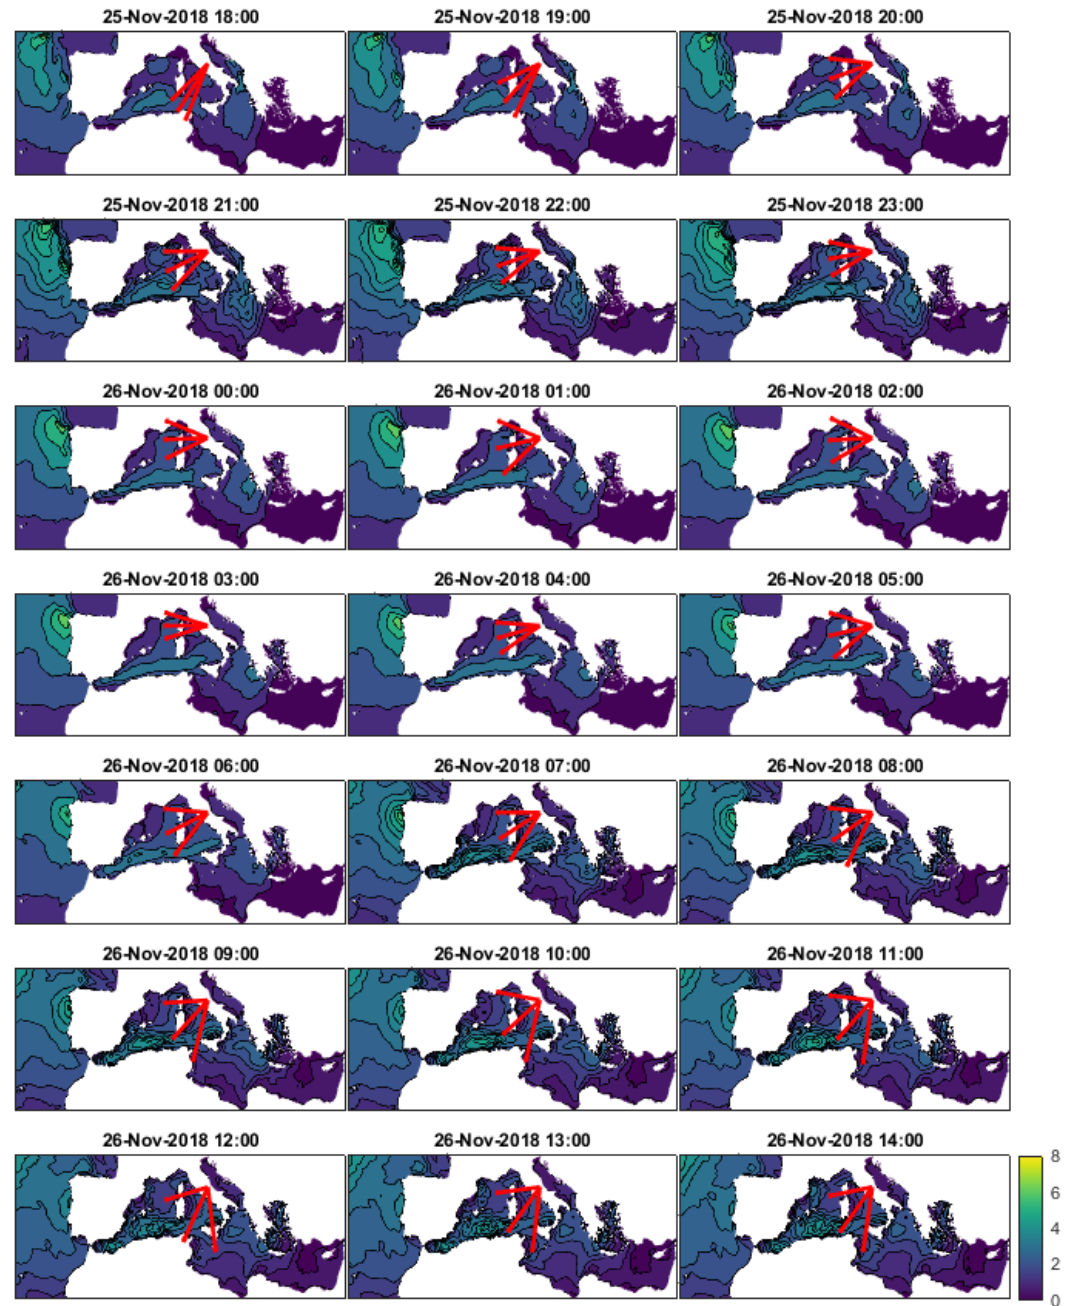 25-Nov-2018 18:00 25-Nov-2018 19:00 25-Nov-2018 20:00
25-Nov-2018 21:00 25-Nov-2018 22:00 25-Nov-2018 23:00
26-Nov-2018 00:00 26-Nov-2018 01:00 26-Nov-2018 02:00
26-Nov-2018 03:00 26-Nov-2018 04:00 26-Nov-2018 05:00
26-Nov-2018 06:00 26-Nov-2018 07:00 26-Nov-2018 08:00
26-Nov-2018 09:00 26-Nov-2018 10:00 26-Nov-2018 11:00
26-Nov-2018 12:00 26-Nov-2018 13:00 26-Nov-2018 14:00
8
6
4
2
0